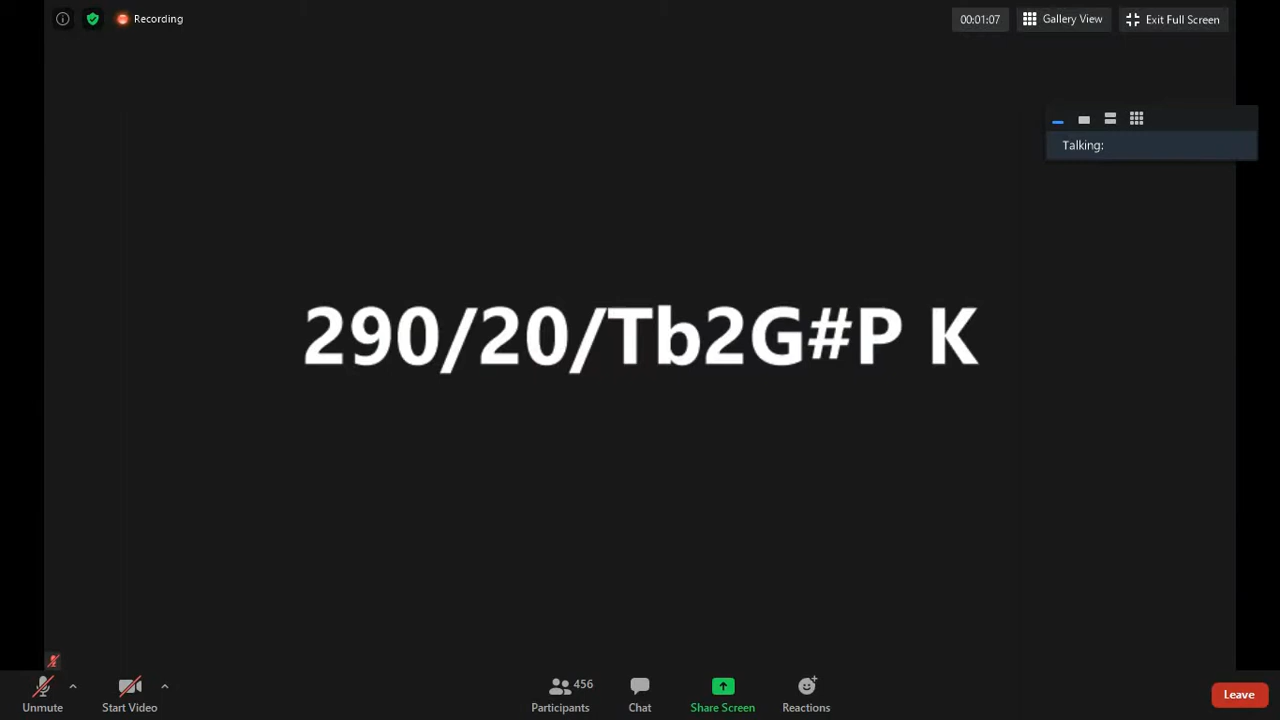 Recording
00:01:07
Gallery View
Exit Full Screen
Talking:
290/20/Tb2G#P K
Unmute
Start Video
456
Participants
Chat
Share Screen
Reactions
Leave